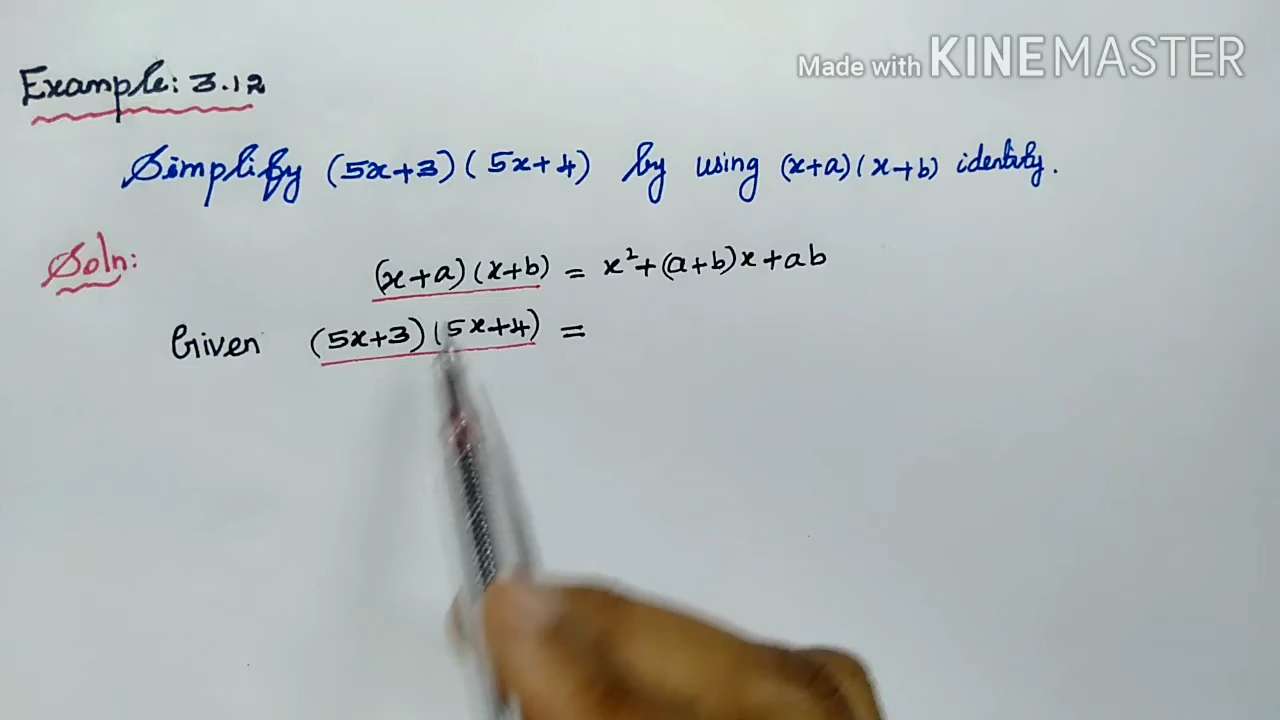 Made with KINEMASTER
Example: 3.12
Simplify (5x+3)(5x+4) by using (x+a)(x+b) identity.
Soln:
(x+a)(x+b) = x²+(a+b)x+ab
Given (5x+3)(5x+4) =